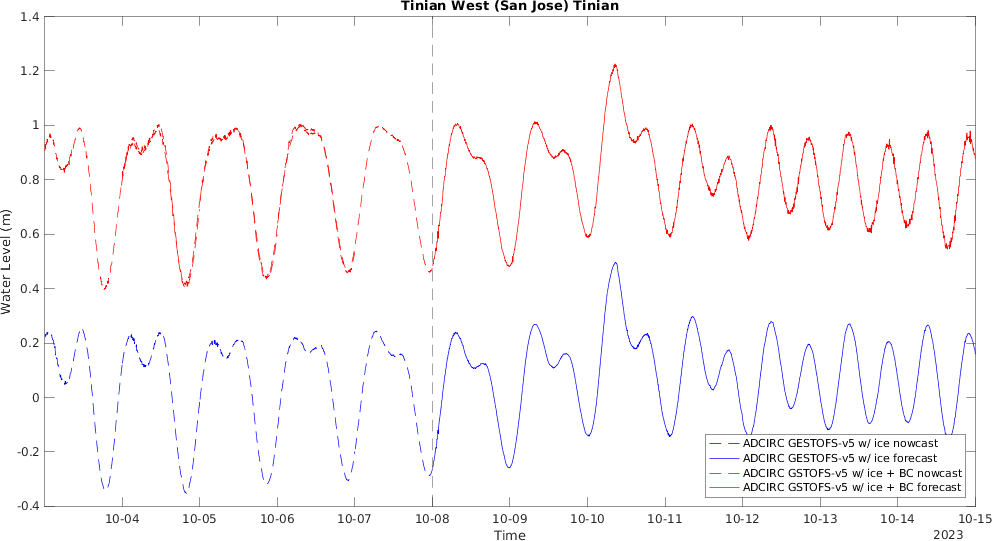 Tinian West (San Jose) Tinian
Water Level (m)
1.4
1.2
1
0.8
0.6
0.4
0.2
0
-0.2
-0.4
10-04 10-05 10-06 10-07 10-08 10-09 10-10 10-11 10-12 10-13 10-14 10-15
Time
2023
ADCIRC GESTOFS-v5 w/ ice nowcast
ADCIRC GESTOFS-v5 w/ ice forecast
ADCIRC GSTOFS-v5 w/ ice + BC nowcast
ADCIRC GSTOFS-v5 w/ ice + BC forecast